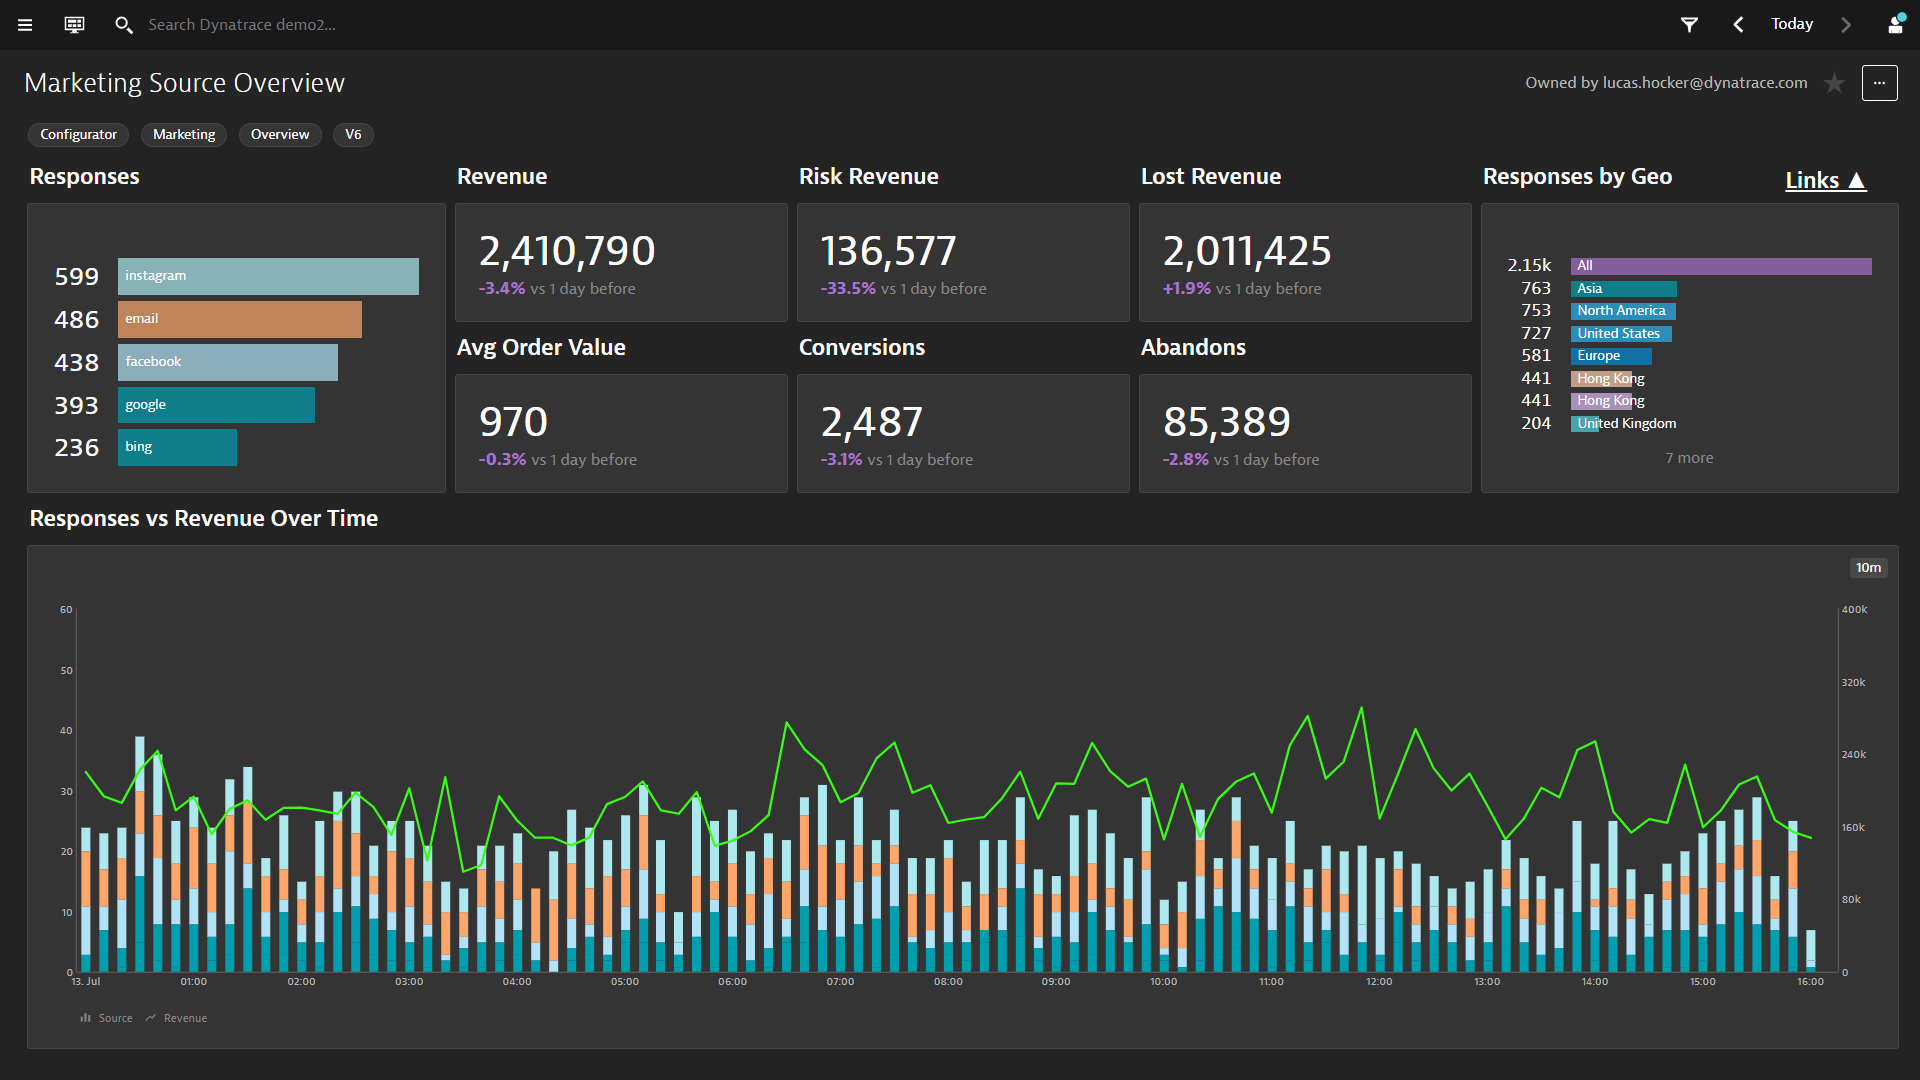 Search Dynatrace demo2...
Today
Marketing Source Overview
Owned by lucas.hocker@dynatrace.com
...
Configurator Marketing Overview V6
Responses
599 instagram
486 email
438 facebook
393 google
236 bing
Revenue
2,410,790
-3.4% vs 1 day before
Risk Revenue
136,577
-33.5% vs 1 day before
Lost Revenue
2,011,425
+1.9% vs 1 day before
Avg Order Value
970
-0.3% vs 1 day before
Conversions
2,487
-3.1% vs 1 day before
Abandons
85,389
-2.8% vs 1 day before
Responses by Geo
Links ▲
2.15k All
763 Asia
753 North America
727 United States
581 Europe
441 Hong Kong
441 Hong Kong
204 United Kingdom
7 more
Responses vs Revenue Over Time
10m
60
50
40
30
20
10
0
400k
320k
240k
160k
80k
0
13. Jul 01:00 02:00 03:00 04:00 05:00 06:00 07:00 08:00 09:00 10:00 11:00 12:00 13:00 14:00 15:00 16:00
Source Revenue